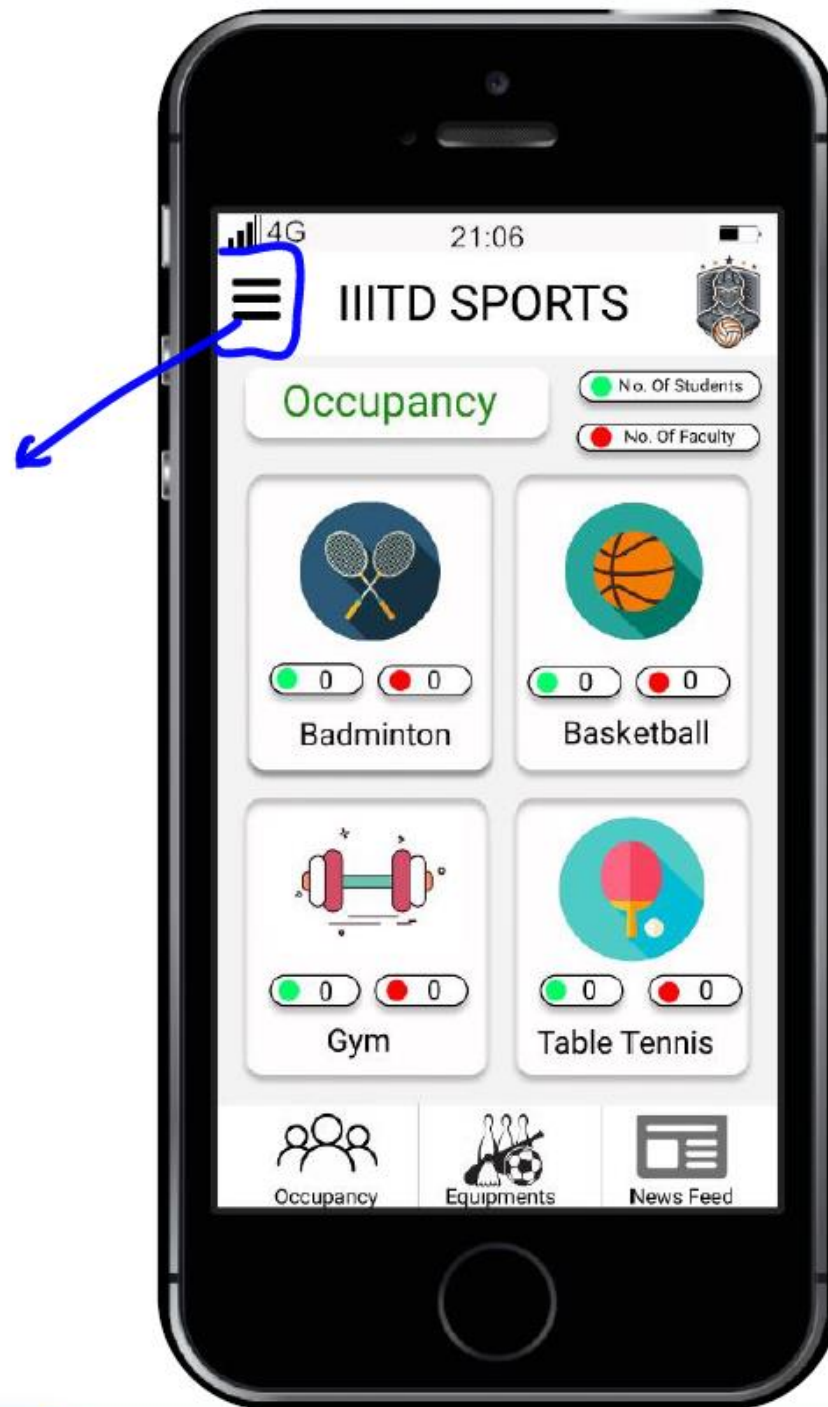 4G 21:06
IIITD SPORTS
Occupancy
No. Of Students
No. Of Faculty
0 0 0 0
Badminton Basketball
0 0 0 0
Gym Table Tennis
Occupancy Equipments News Feed